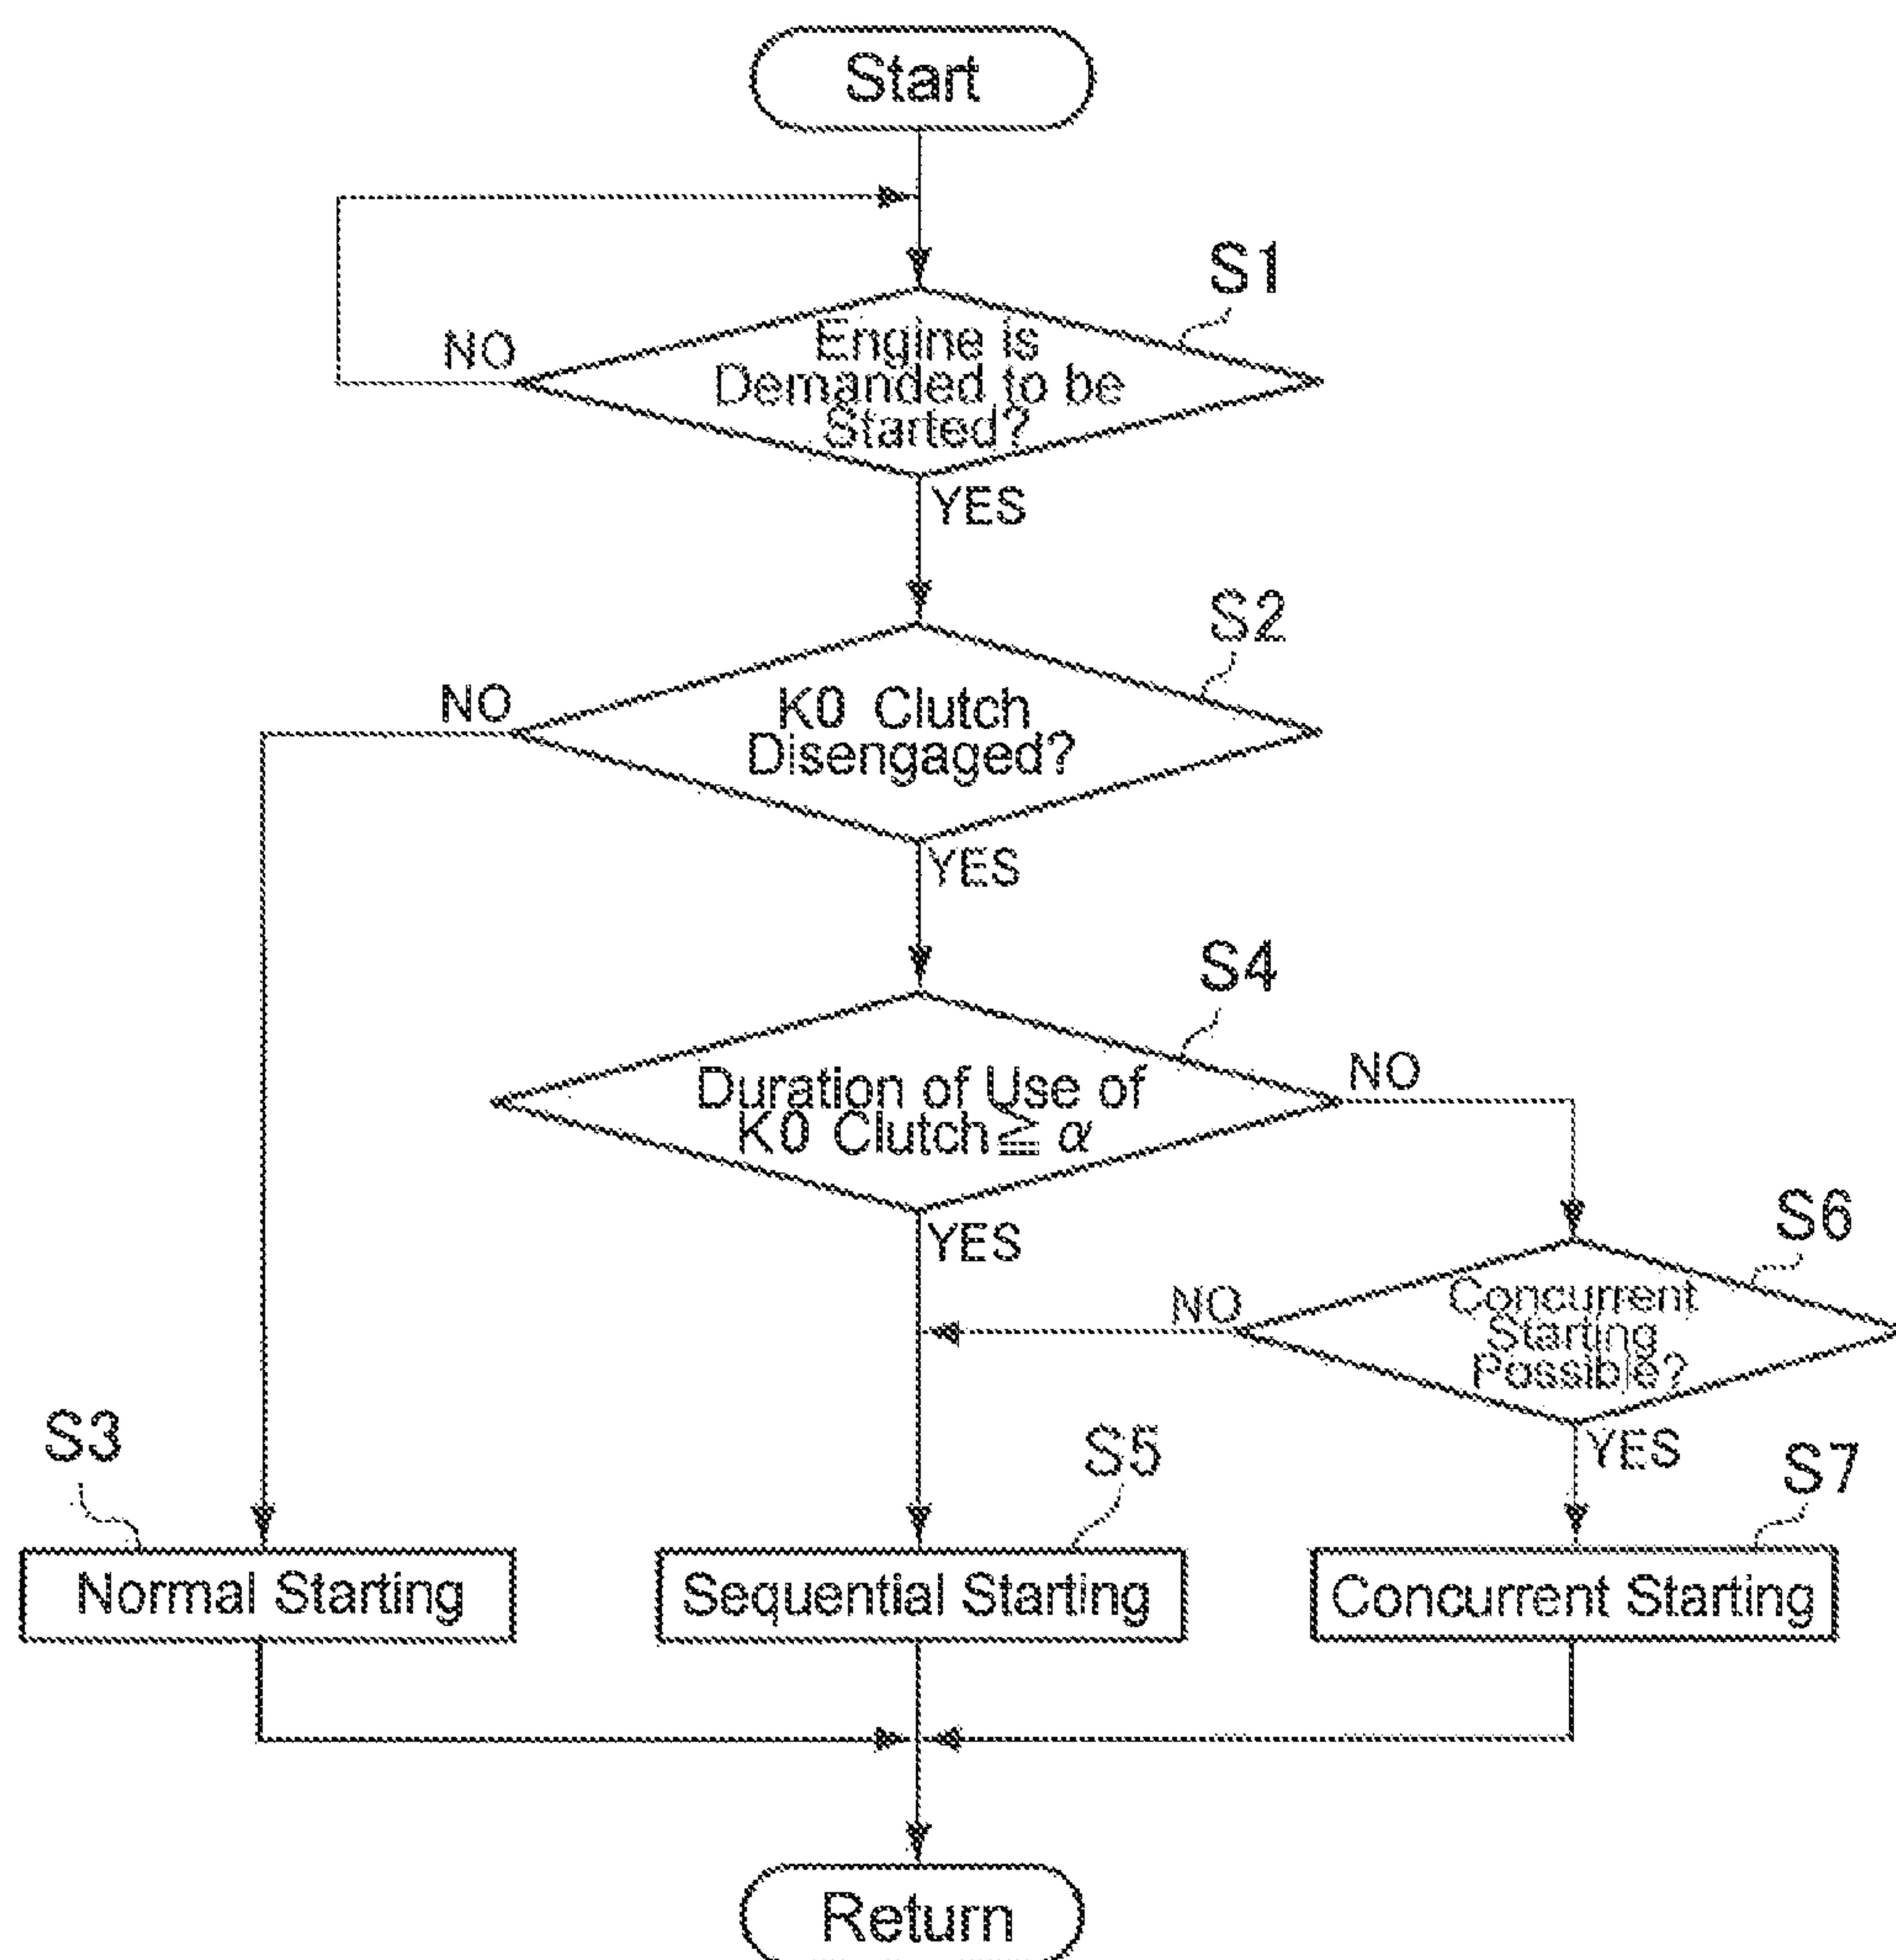 Start
S1
NO
Engine is
Demanded to be
Started?
YES
S2
NO
K0 Clutch
Disengaged?
YES
S4
Duration of Use of
K0 Clutch≧ α
NO
YES
S6
NO
Concurrent
Starting
Possible?
YES
S3
S5
S7
Normal Starting
Sequential Starting
Concurrent Starting
Return